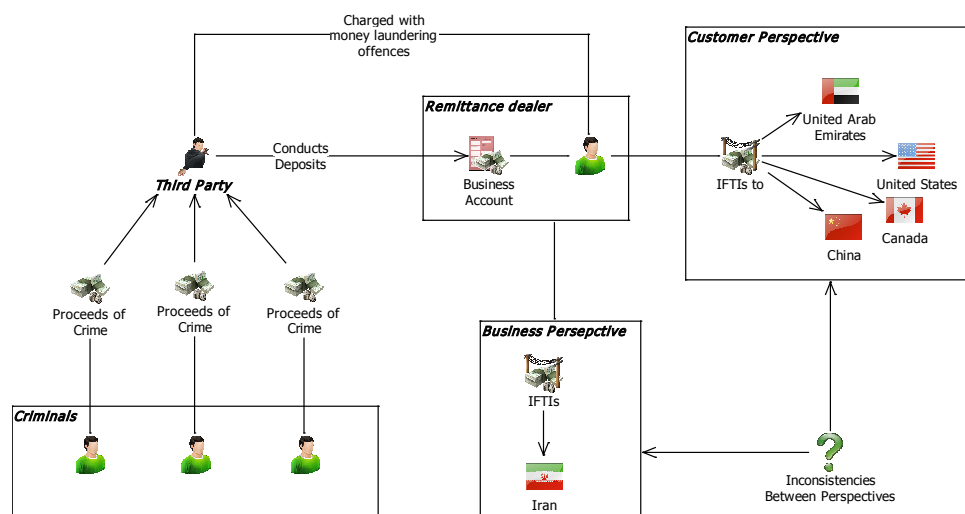 Charged with
money laundering
offences
Customer Perspective
Remittance dealer
United Arab
Emirates
Conducts
Deposits
Third Party
Business
Account
IFTIs to
United States
Canada
China
Proceeds of
Crime
Proceeds of
Crime
Proceeds of
Crime
Business Persepctive
IFTIs
Iran
Criminals
Inconsistencies
Between Perspectives